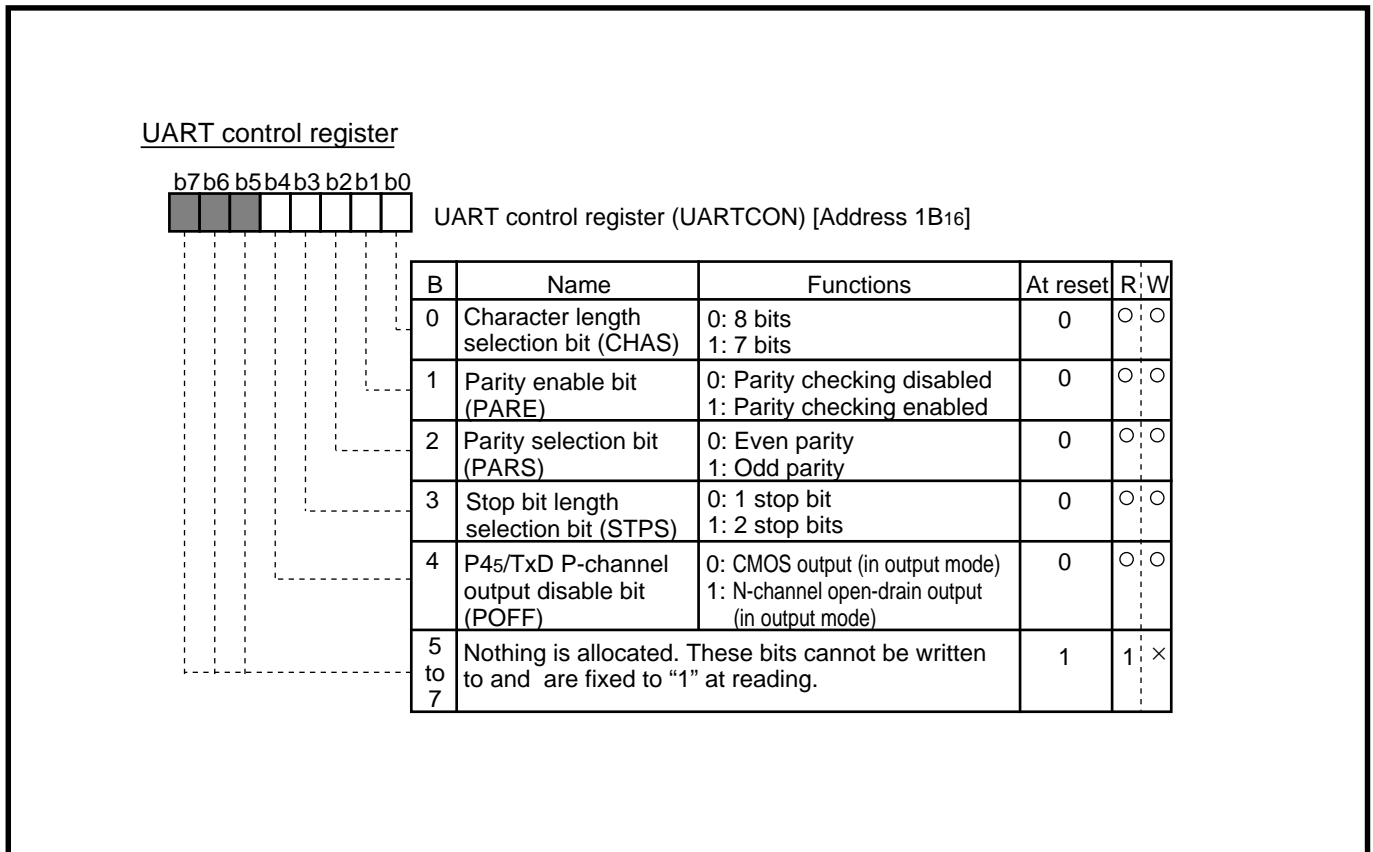 UART control register
b7 b6 b5 b4 b3 b2 b1 b0
UART control register (UARTCON) [Address 1B16]
B Name Functions At reset R W
0 Character length selection bit (CHAS) 0: 8 bits 1: 7 bits 0 ○ ○
1 Parity enable bit (PARE) 0: Parity checking disabled 1: Parity checking enabled 0 ○ ○
2 Parity selection bit (PARS) 0: Even parity 1: Odd parity 0 ○ ○
3 Stop bit length selection bit (STPS) 0: 1 stop bit 1: 2 stop bits 0 ○ ○
4 P45/TxD P-channel output disable bit (POFF) 0: CMOS output (in output mode) 1: N-channel open-drain output (in output mode) 0 ○ ○
5 to 7 Nothing is allocated. These bits cannot be written to and are fixed to “1” at reading. 1 1 ×